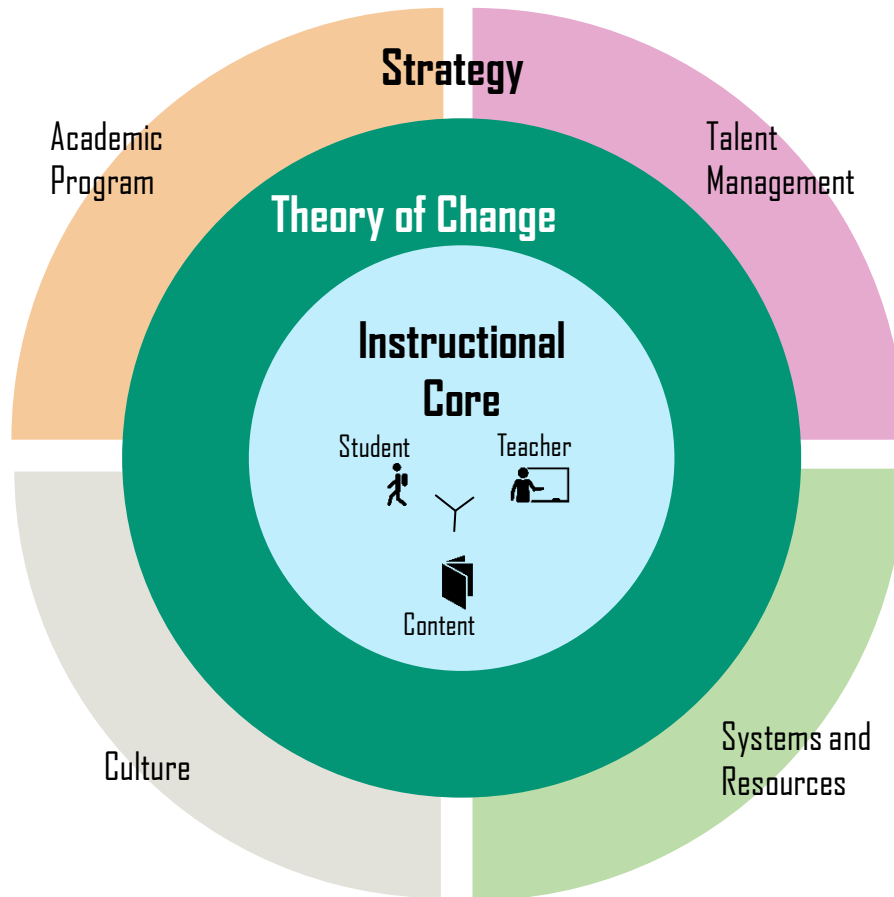 Strategy
Academic
Program
Talent
Management
Theory of Change
Instructional
Core
Student
Teacher
Content
Culture
Systems and
Resources